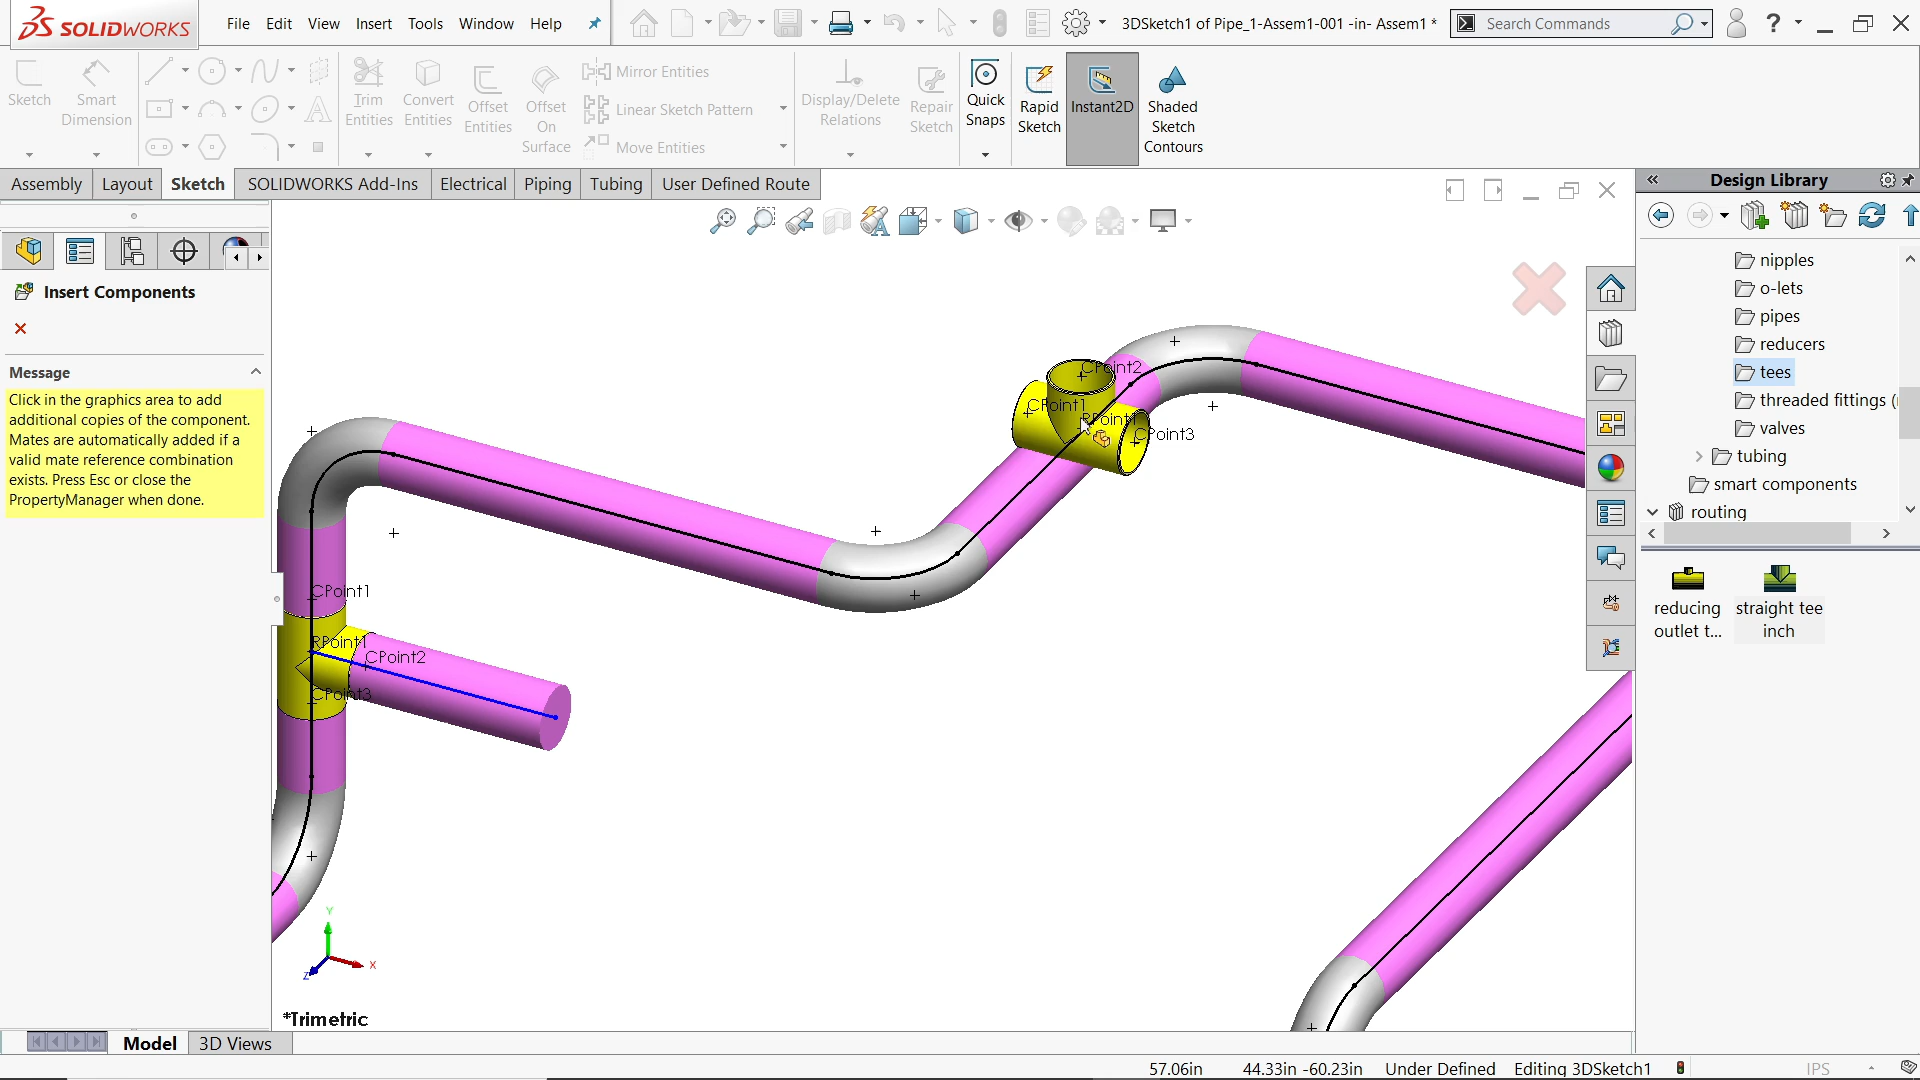 SOLIDWORKS
File Edit View Insert Tools Window Help
3DSketch1 of Pipe_1-Assem1-001 -in- Assem1 *
Search Commands
?
Sketch
Smart Dimension
Trim Entities
Convert Entities
Offset Entities
Offset On Surface
Mirror Entities
Linear Sketch Pattern
Move Entities
Display/Delete Relations
Repair Sketch
Quick Snaps
Rapid Sketch
Instant2D
Shaded Sketch Contours
Assembly Layout Sketch SOLIDWORKS Add-Ins Electrical Piping Tubing User Defined Route
Insert Components
Message
Click in the graphics area to add
additional copies of the component.
Mates are automatically added if a
valid mate reference combination
exists. Press Esc or close the
PropertyManager when done.
CPoint2
CPoint1
RPoint1
CPoint3
CPoint1
RPoint1
CPoint2
CPoint3
Y
X
Z
*Trimetric
Design Library
nipples
o-lets
pipes
reducers
tees
threaded fittings (
valves
tubing
smart components
routing
reducing
outlet t...
straight tee
inch
Model 3D Views
57.06in 44.33in -60.23in Under Defined Editing 3DSketch1 IPS